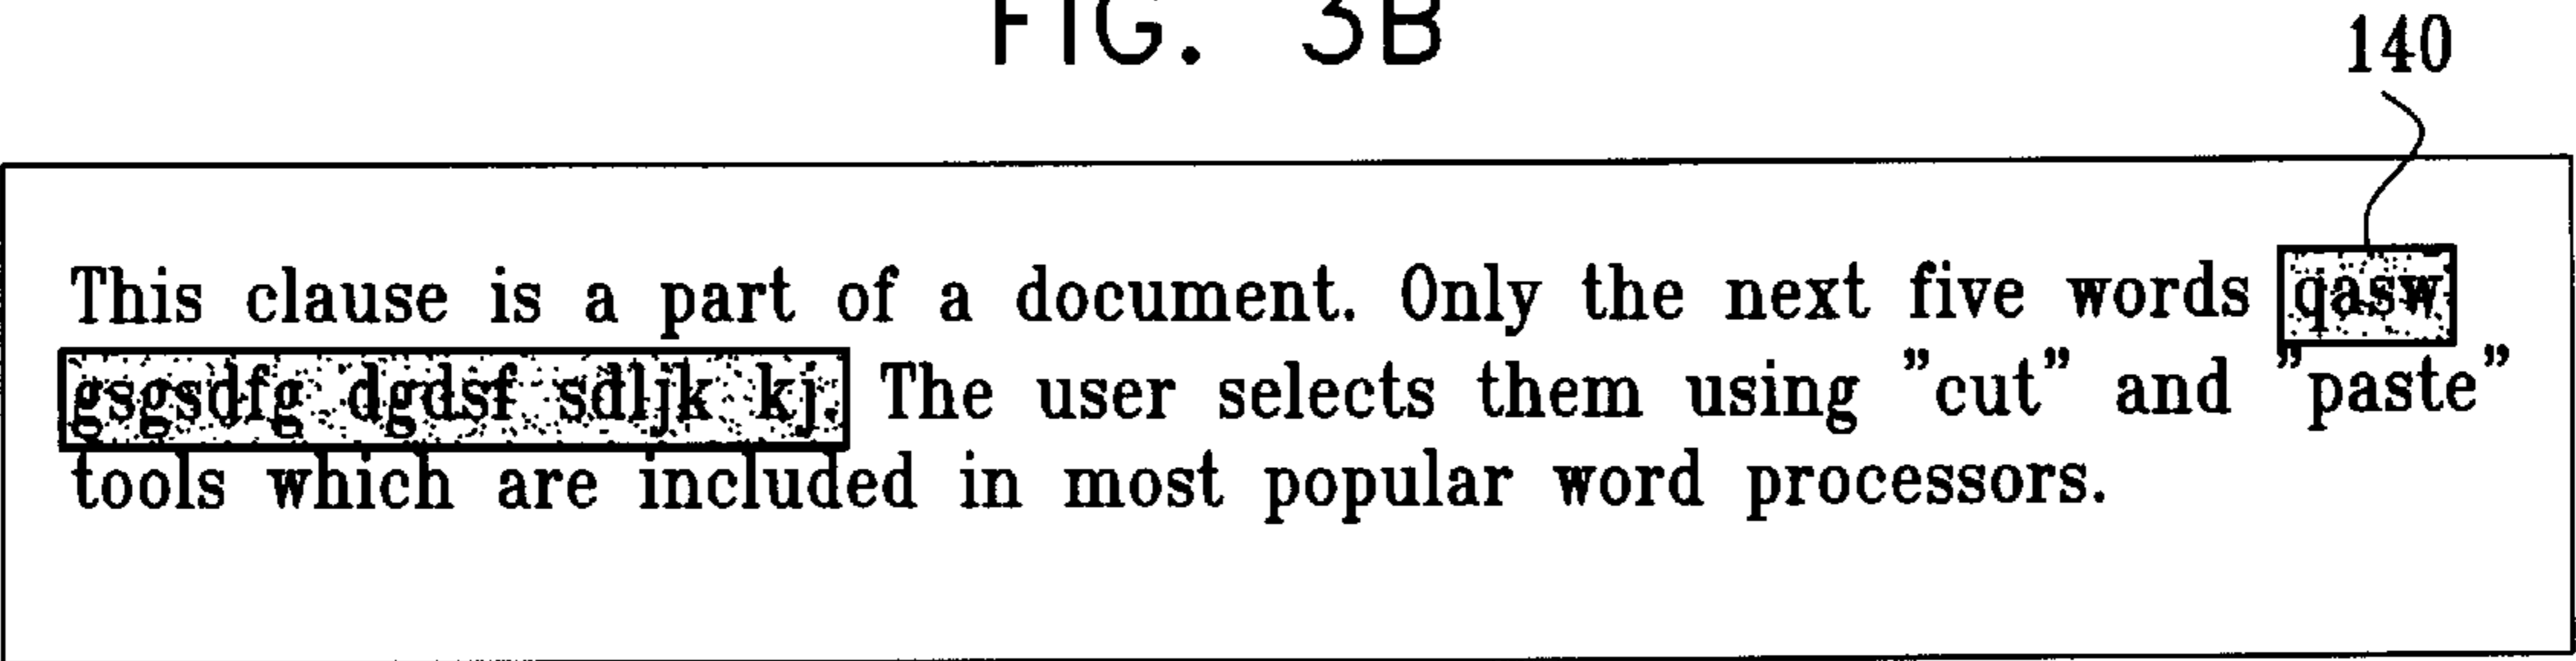 FIG. 3B
140
This clause is a part of a document. Only the next five words qasw
gsgsdfg dgdsf sdljk kj. The user selects them using ”cut” and ”paste”
tools which are included in most popular word processors.